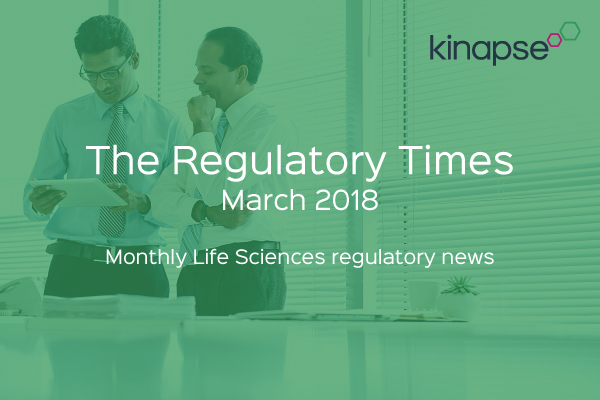 kinapse
The Regulatory Times
March 2018
Monthly Life Sciences regulatory news